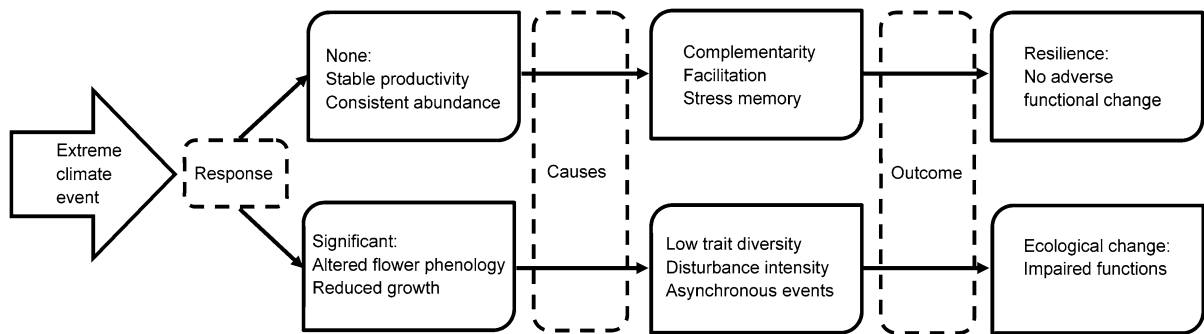 Extreme
climate
event
Response
None:
Stable productivity
Consistent abundance
Significant:
Altered flower phenology
Reduced growth
Causes
Complementarity
Facilitation
Stress memory
Low trait diversity
Disturbance intensity
Asynchronous events
Outcome
Resilience:
No adverse
functional change
Ecological change:
Impaired functions